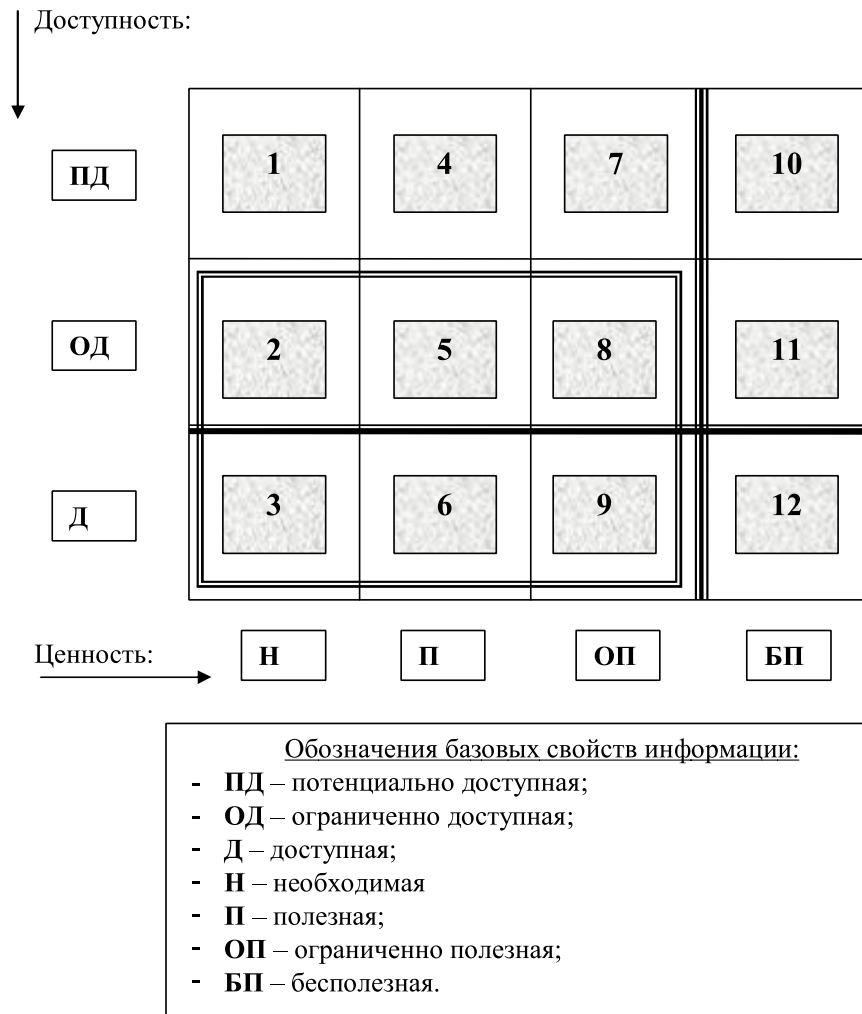 Доступность:
1 4 7 10
ПД
2 5 8 11
ОД
3 6 9 12
Д
Ценность:
Н П ОП БП
Обозначения базовых свойств информации:
- ПД – потенциально доступная;
- ОД – ограниченно доступная;
- Д – доступная;
- Н – необходимая
- П – полезная;
- ОП – ограниченно полезная;
- БП – бесполезная.